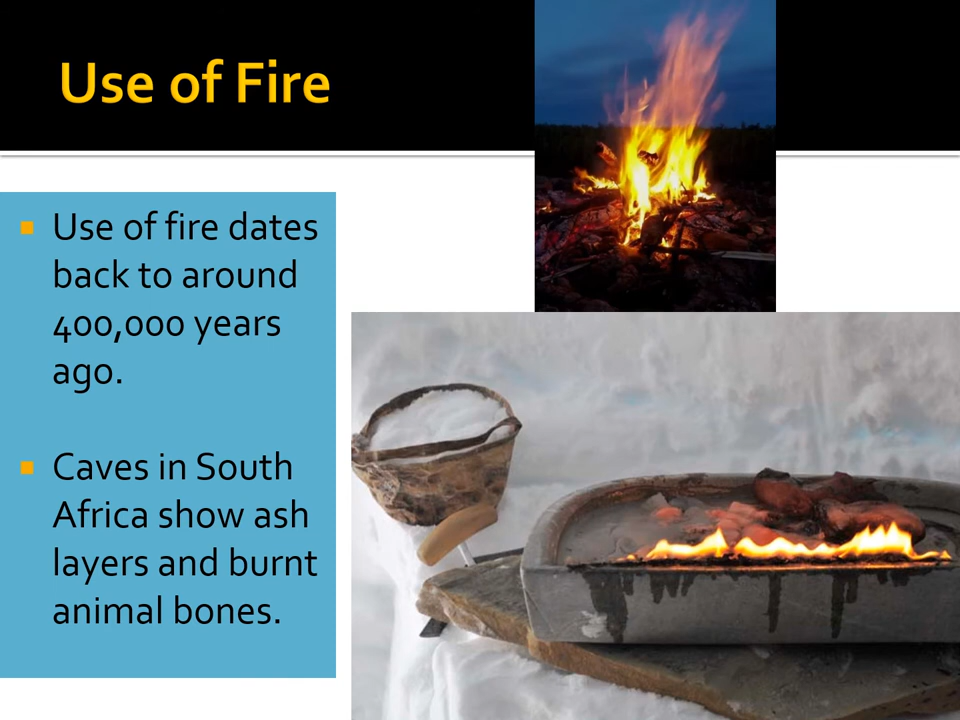 Use of Fire
Use of fire dates
back to around
400,000 years
ago.
Caves in South
Africa show ash
layers and burnt
animal bones.